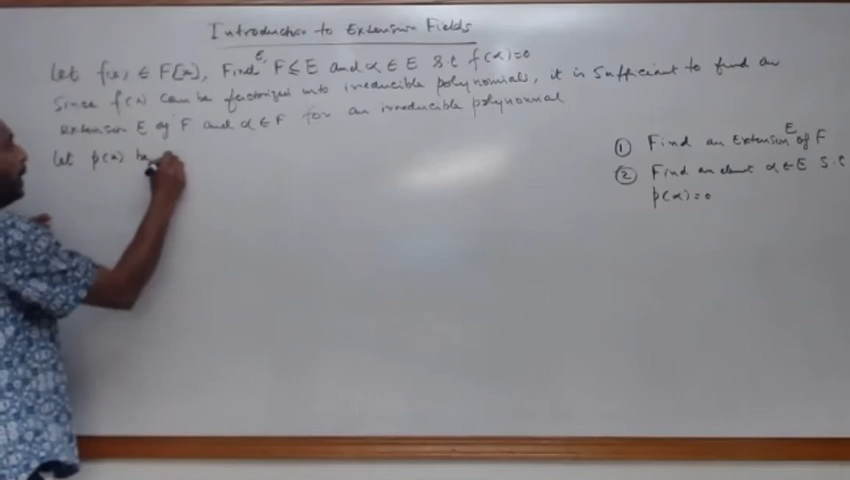 Introduction to Extension Fields
Let f(x) ∈ F[x], Find E, F ≤ E and α ∈ E s.t f(α)=0
Since f(x) can be factorized into irreducible polynomials, it is sufficient to find an
extension E of F and α ∈ F for an irreducible polynomial
Let p(x) be
① Find an Extension E of F
② Find an element α ∈ E s.t
p(α)=0